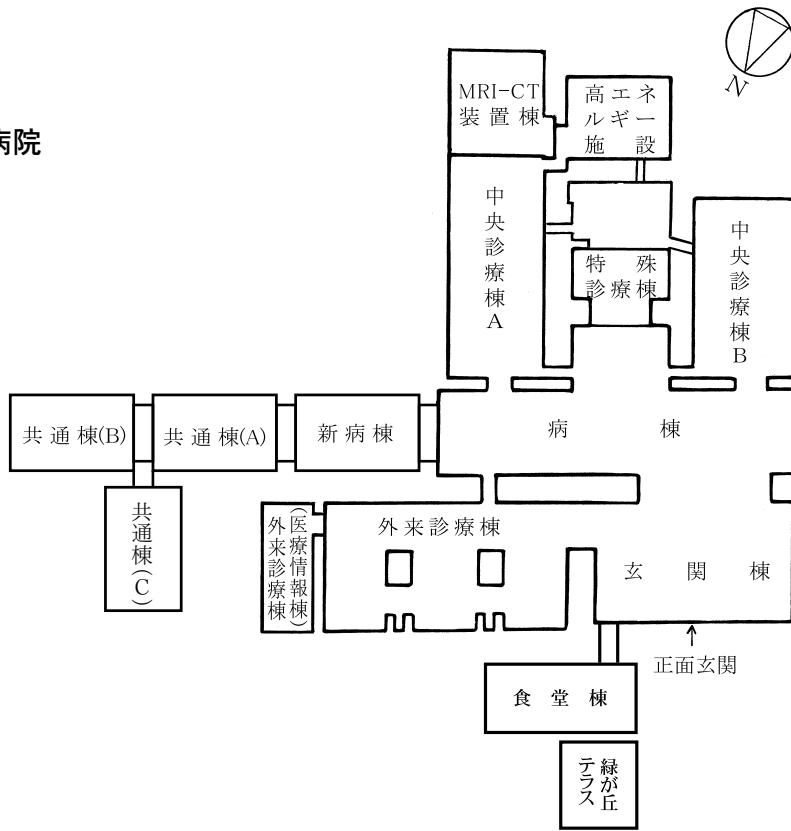 病院
N
MRI-CT
装置棟
高エネ
ルギー
施設
中央診療棟A
特殊
診療棟
中央診療棟B
共通棟(B)
共通棟(A)
新病棟
病棟
共通棟(C)
外来診療棟
(医療情報棟)
外来診療棟
玄関棟
正面玄関
食堂棟
緑が丘
テラス